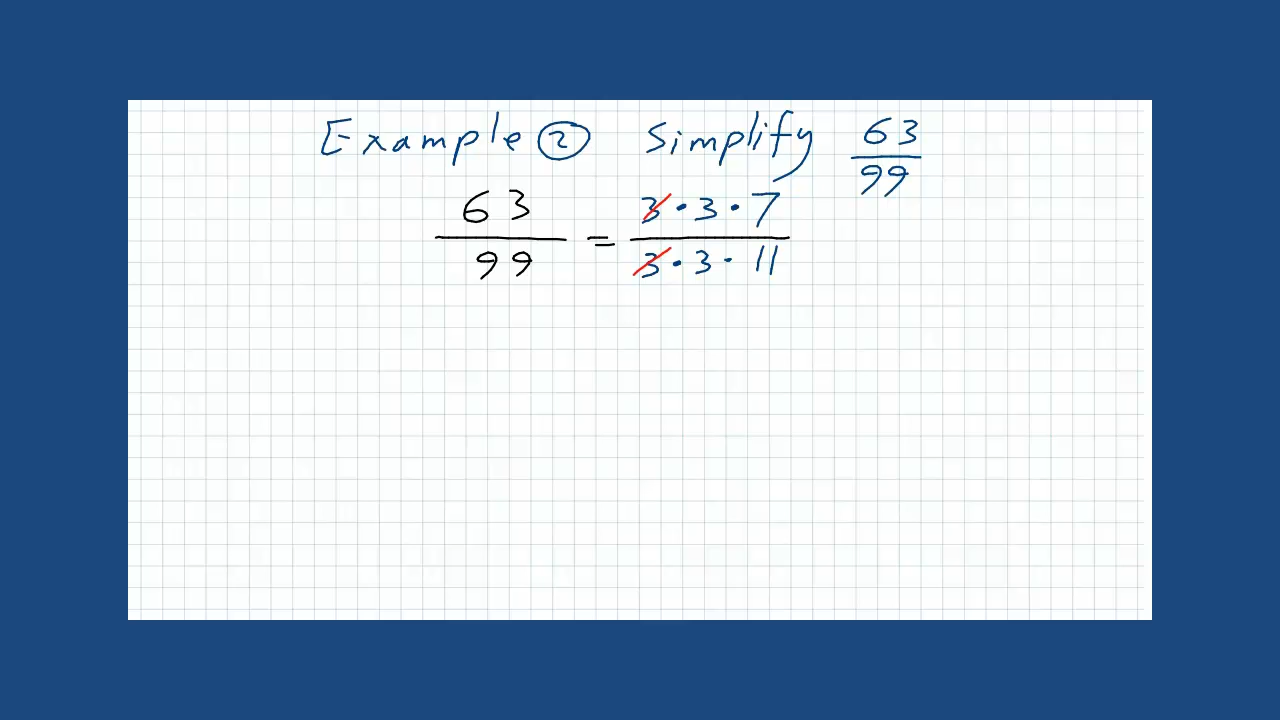 Example ② Simplify 63/99
63/99 = 3 · 3 · 7 / 3 · 3 · 11